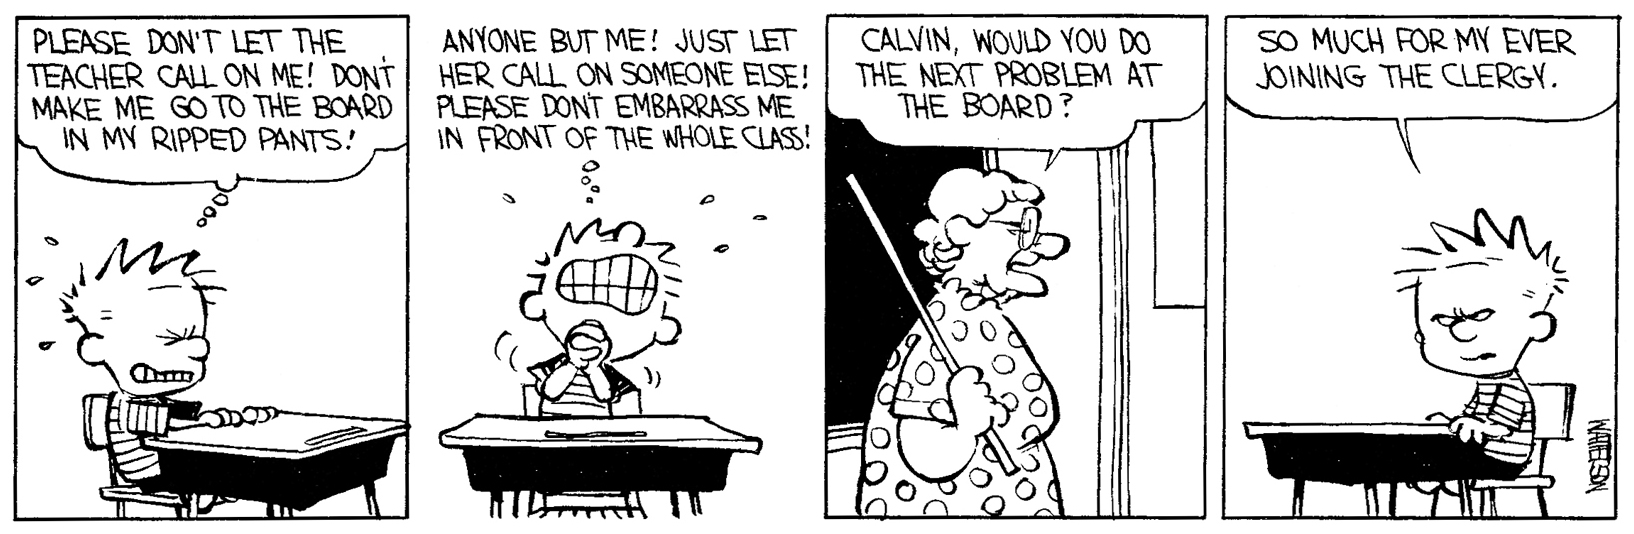 PLEASE DON'T LET THE
TEACHER CALL ON ME! DON'T
MAKE ME GO TO THE BOARD
IN MY RIPPED PANTS!
ANYONE BUT ME! JUST LET
HER CALL ON SOMEONE ELSE!
PLEASE DON'T EMBARRASS ME
IN FRONT OF THE WHOLE CLASS!
CALVIN, WOULD YOU DO
THE NEXT PROBLEM AT
THE BOARD?
SO MUCH FOR MY EVER
JOINING THE CLERGY.
WATTERSON